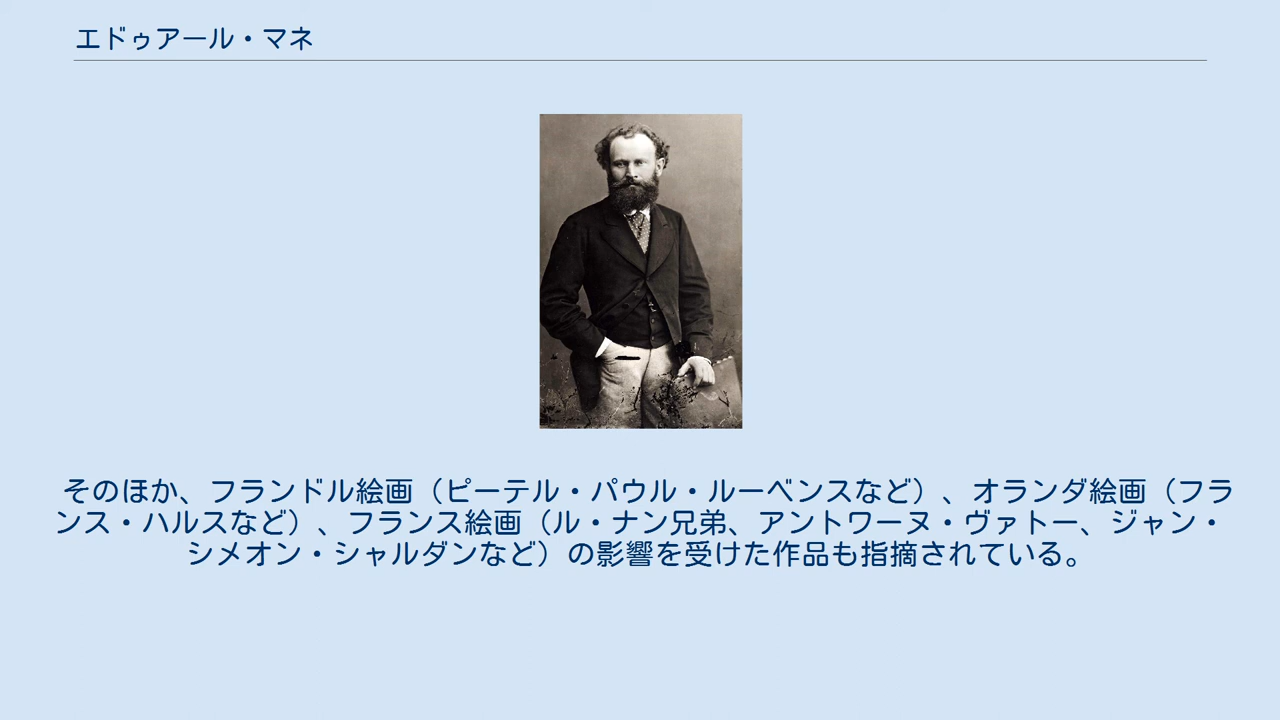 エドゥアール・マネ
そのほか、フランドル絵画（ピーテル・パウル・ルーベンスなど）、オランダ絵画（フラ
ンス・ハルスなど）、フランス絵画（ル・ナン兄弟、アントワーヌ・ヴァトー、ジャン・
シメオン・シャルダンなど）の影響を受けた作品も指摘されている。